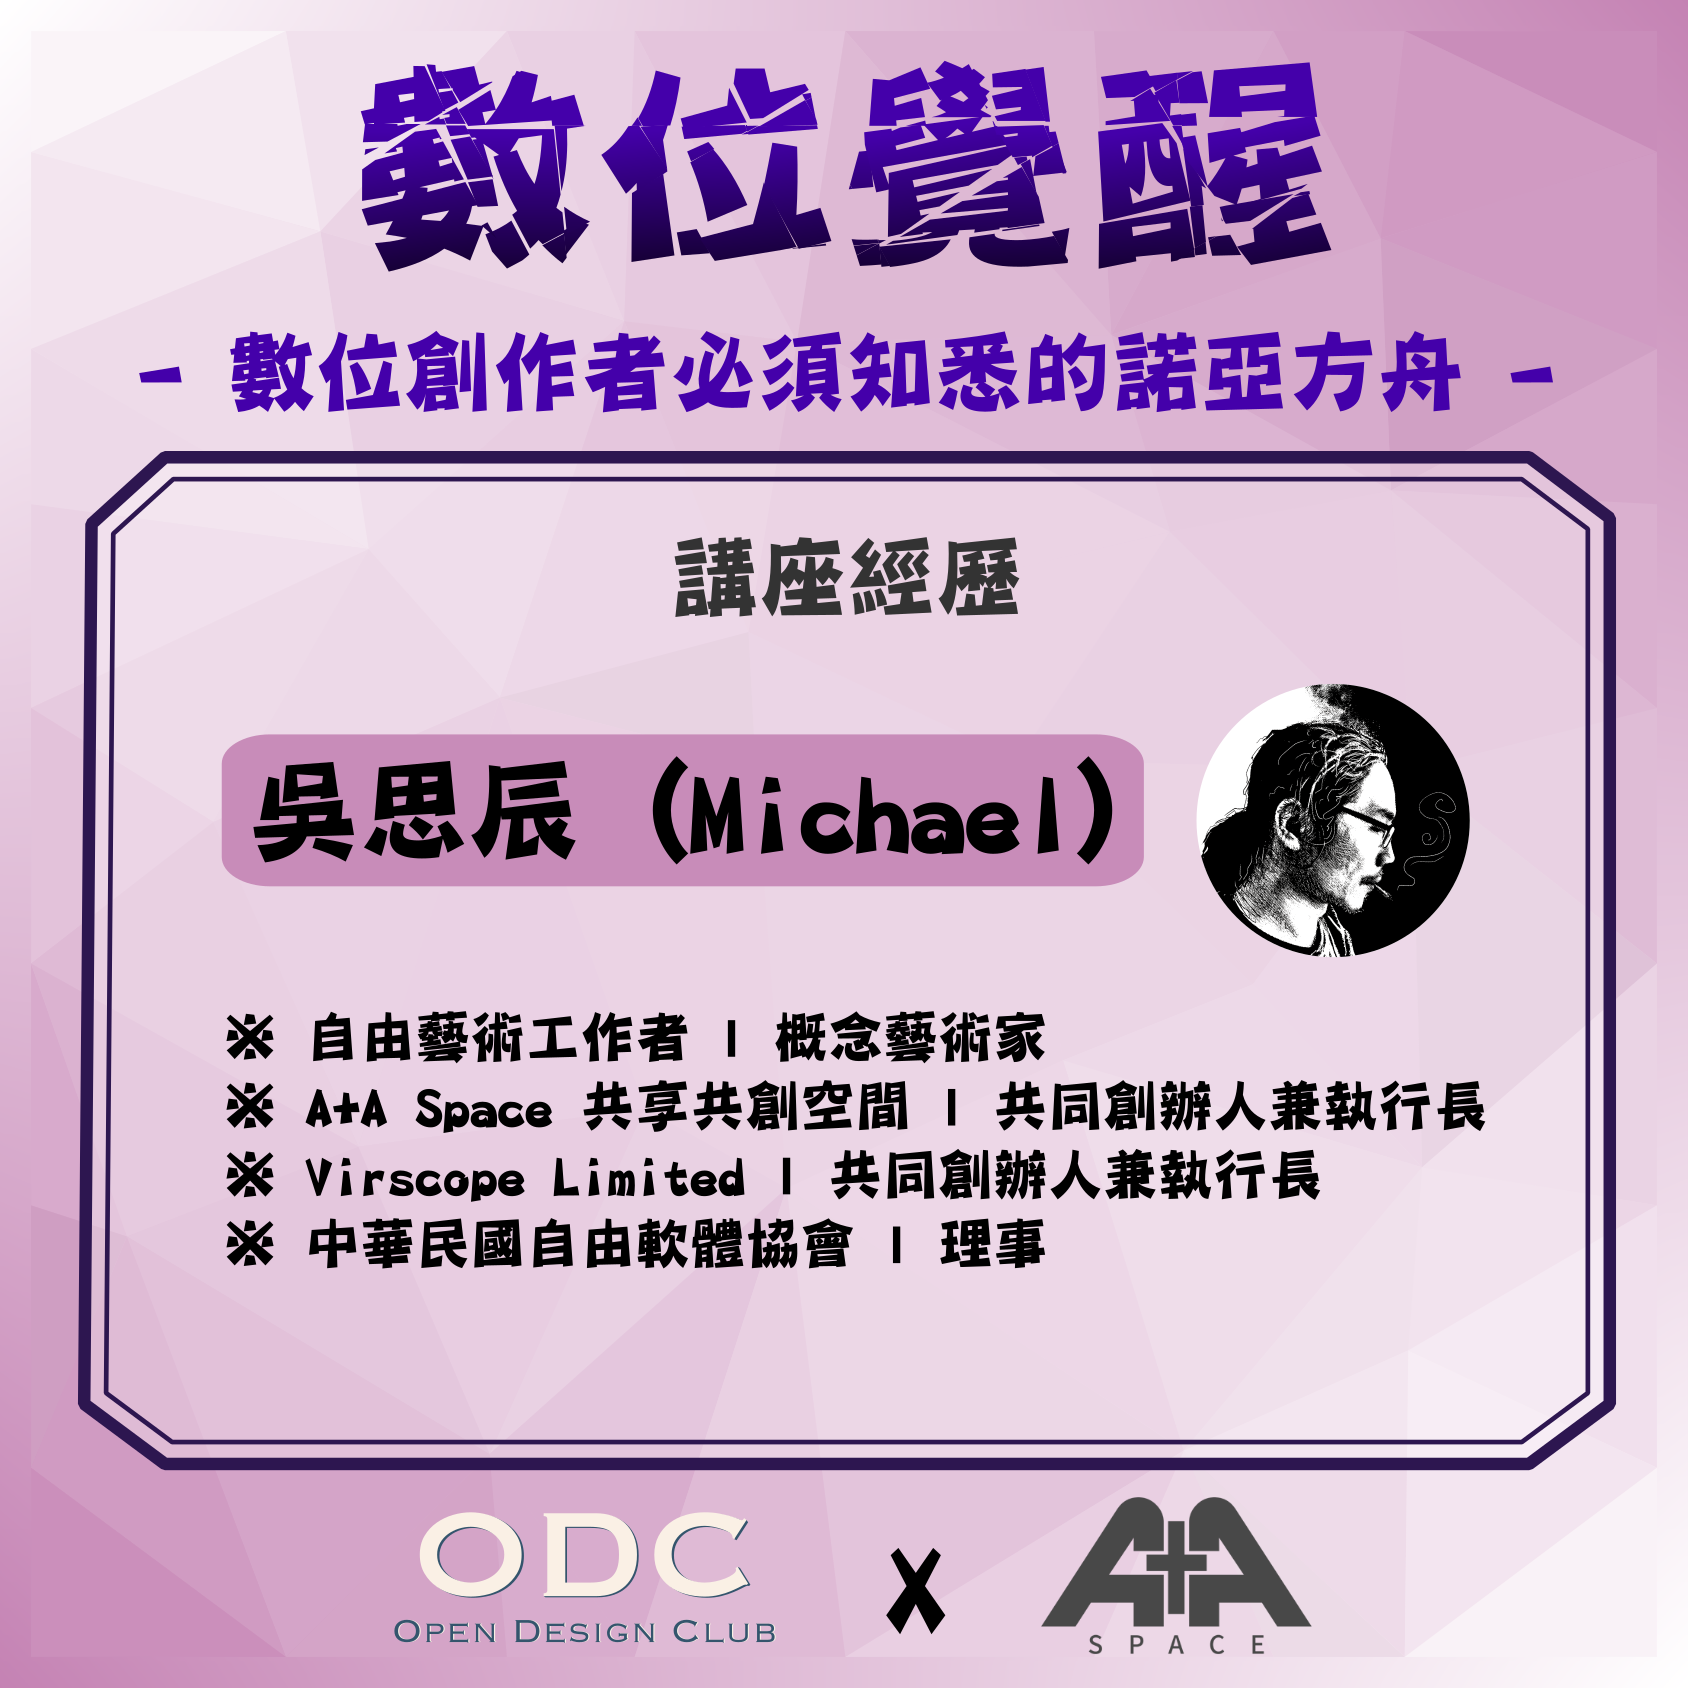 數位覺醒
- 數位創作者必須知悉的諾亞方舟 -
講座經歷
吳思辰 (Michael)
※ 自由藝術工作者 | 概念藝術家
※ A+A Space 共享共創空間 | 共同創辦人兼執行長
※ Virscope Limited | 共同創辦人兼執行長
※ 中華民國自由軟體協會 | 理事
ODC
OPEN DESIGN CLUB
X
A+A
SPACE